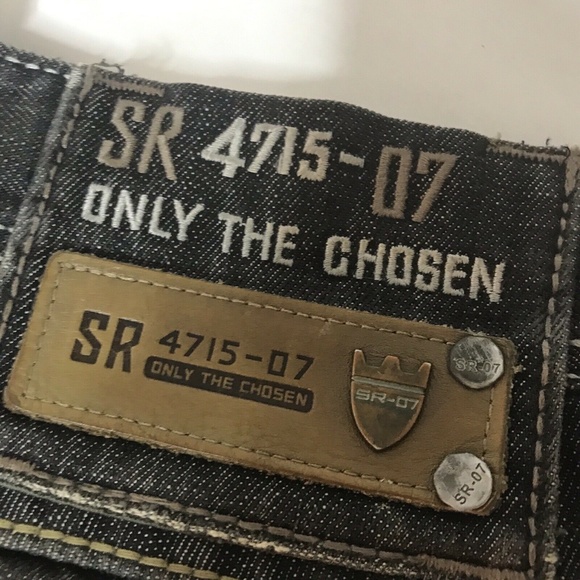 SR 4715-07
ONLY THE CHOSEN
SR 4715-07
ONLY THE CHOSEN
SR-07
SR-07
SR-07